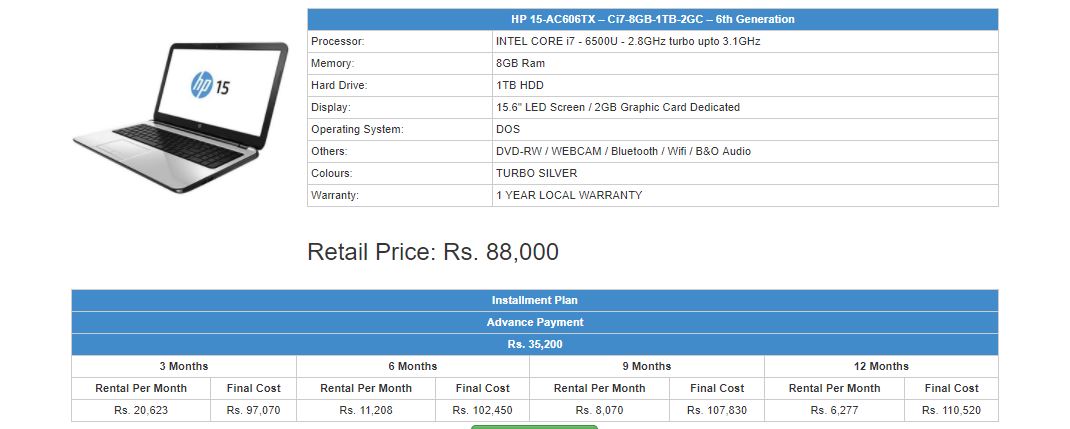 HP 15-AC606TX – Ci7-8GB-1TB-2GC – 6th Generation
Processor: INTEL CORE i7 - 6500U - 2.8GHz turbo upto 3.1GHz
Memory: 8GB Ram
Hard Drive: 1TB HDD
Display: 15.6" LED Screen / 2GB Graphic Card Dedicated
Operating System: DOS
Others: DVD-RW / WEBCAM / Bluetooth / Wifi / B&O Audio
Colours: TURBO SILVER
Warranty: 1 YEAR LOCAL WARRANTY
hp 15
Retail Price: Rs. 88,000
Installment Plan
Advance Payment
Rs. 35,200
3 Months 6 Months 9 Months 12 Months
Rental Per Month Final Cost Rental Per Month Final Cost Rental Per Month Final Cost Rental Per Month Final Cost
Rs. 20,623 Rs. 97,070 Rs. 11,208 Rs. 102,450 Rs. 8,070 Rs. 107,830 Rs. 6,277 Rs. 110,520